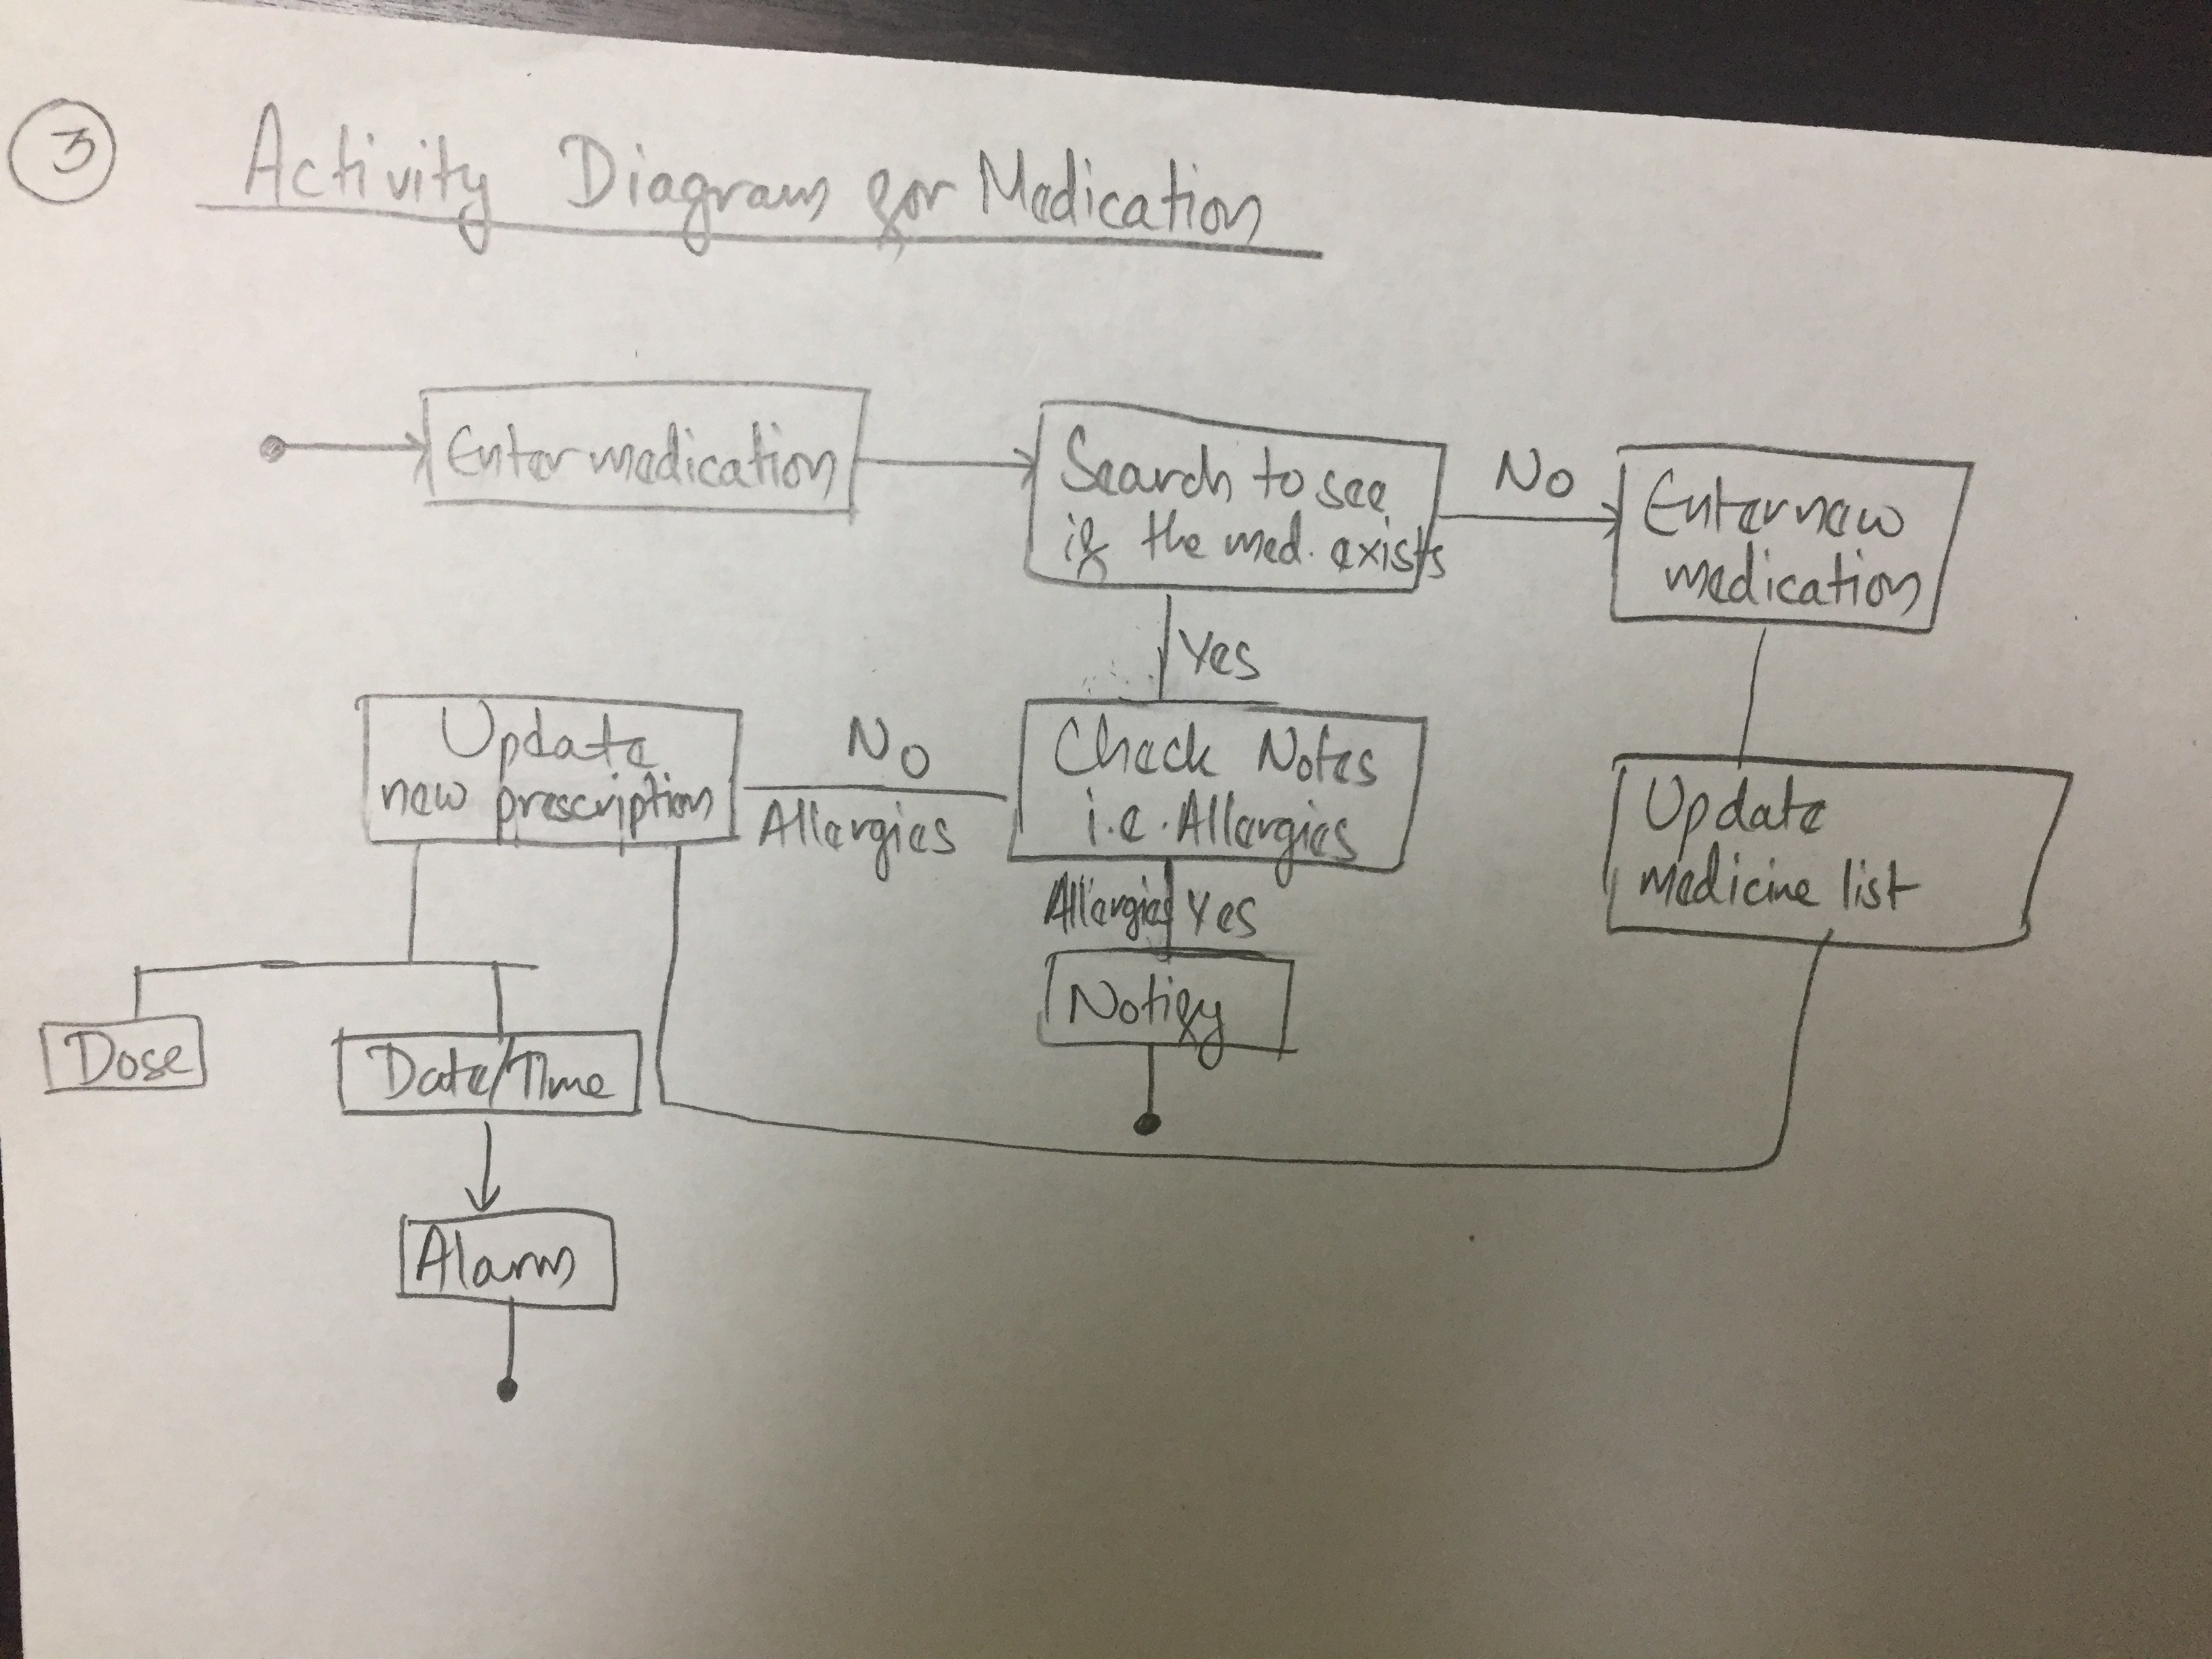 3
Activity Diagram for Medication
Enter medication
Search to see
if the med. exists
No
Enter new
medication
Yes
Update
new prescription
No
Allergies
Check Notes
i.e. Allergies
Update
medicine list
Allergies Yes
Notify
Dose
Date/Time
Alarm